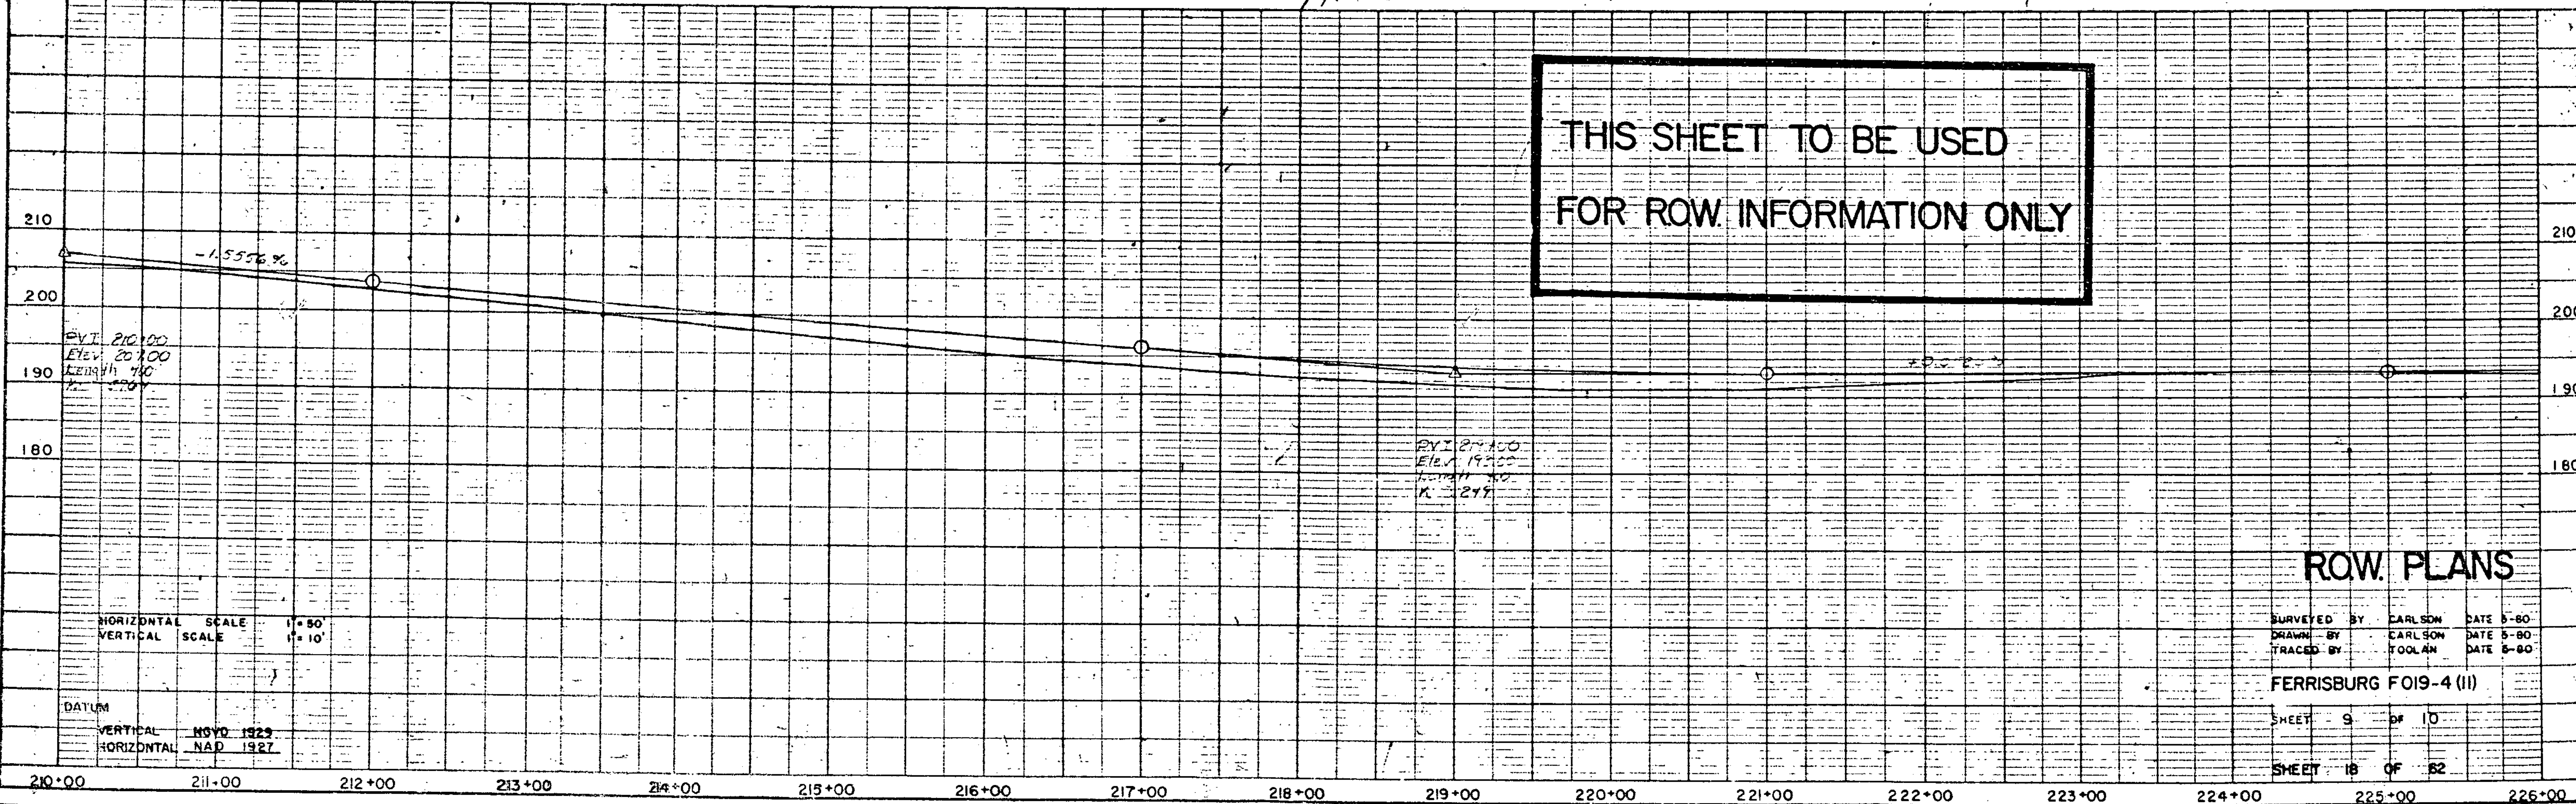 THIS SHEET TO BE USED
FOR R.O.W. INFORMATION ONLY
210
-1.5556 %
210
200
200
PVI 210+00
Elev 207.00
Length
190
190
180
PVI
Elev
K 249
180
R.O.W. PLANS
HORIZONTAL SCALE 1"=50'
VERTICAL SCALE 1"=10'
SURVEYED BY CARLSON DATE 5-80
DRAWN BY CARLSON DATE 5-80
TRACED BY TOOLAN DATE 5-80
FERRISBURG F019-4 (11)
DATUM
VERTICAL NGVD 1929
HORIZONTAL NAD 1927
SHEET 9 OF 10
SHEET 18 OF 62
210+00 211+00 212+00 213+00 214+00 215+00 216+00 217+00 218+00 219+00 220+00 221+00 222+00 223+00 224+00 225+00 226+00